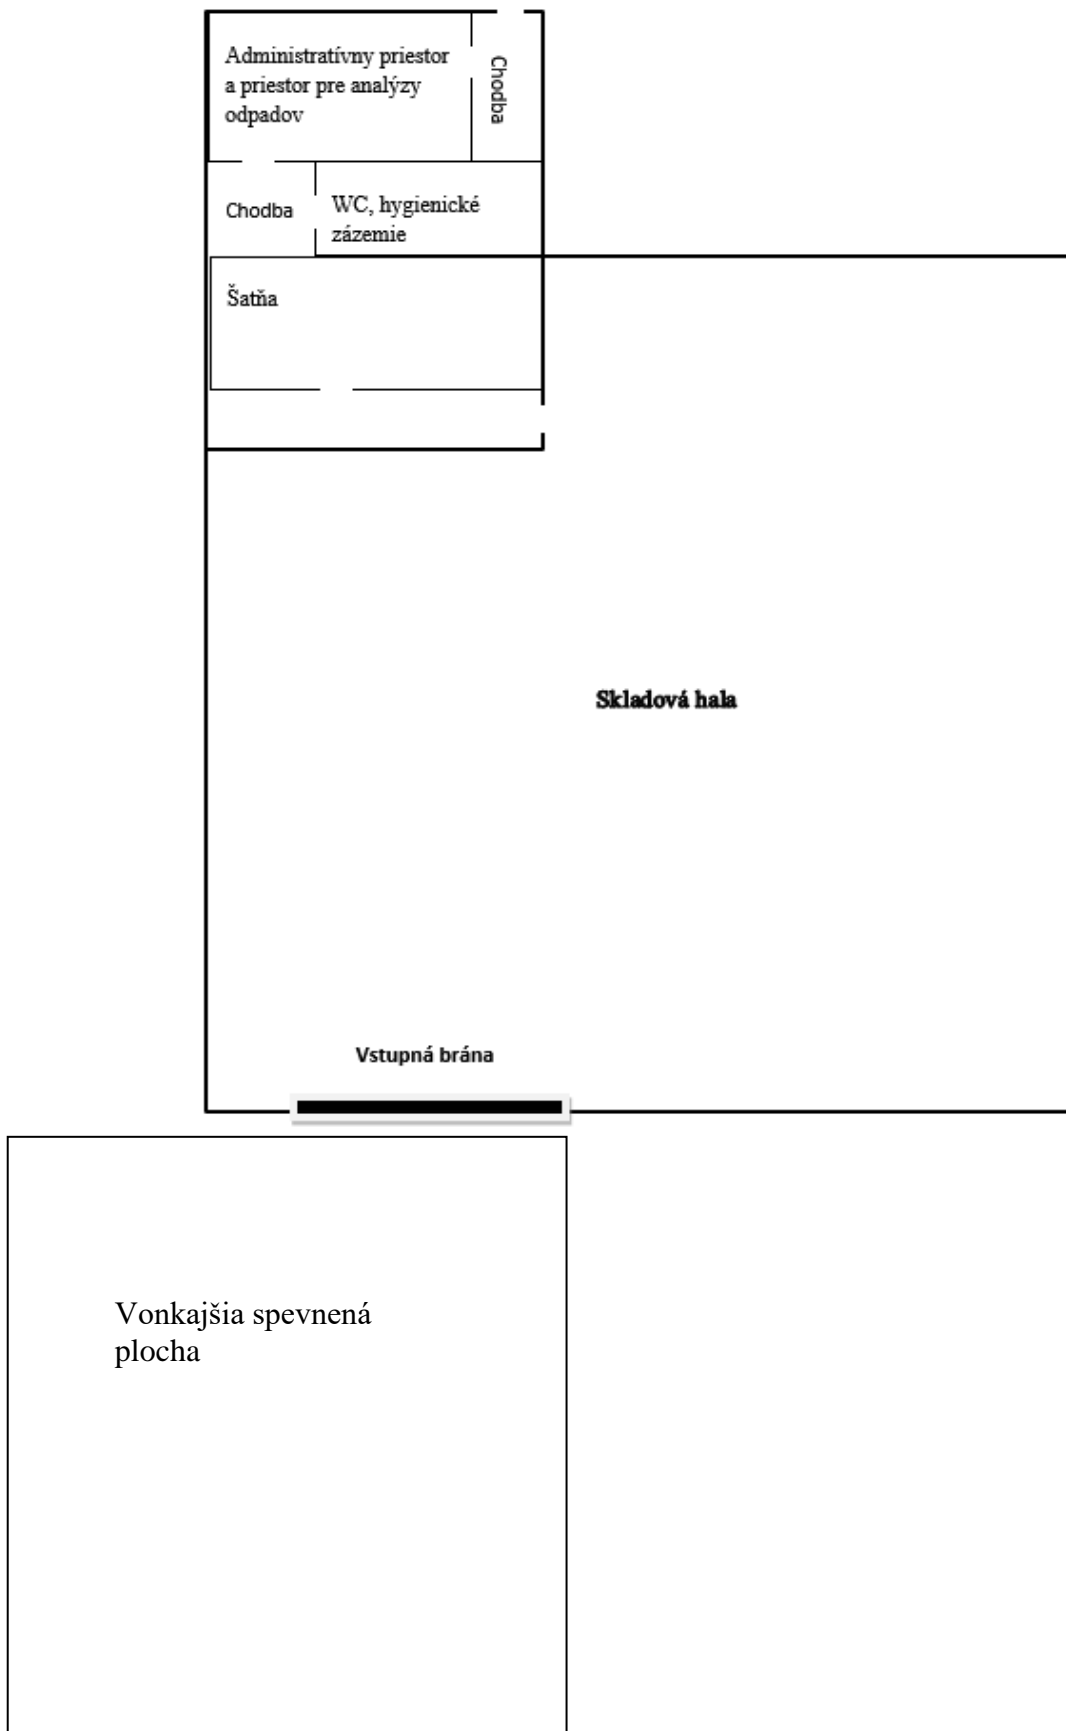 Administratívny priestor
a priestor pre analýzy
odpadov
Chodba
Chodba
WC, hygienické
zázemie
Šatňa
Skladová hala
Vstupná brána
Vonkajšia spevnená
plocha